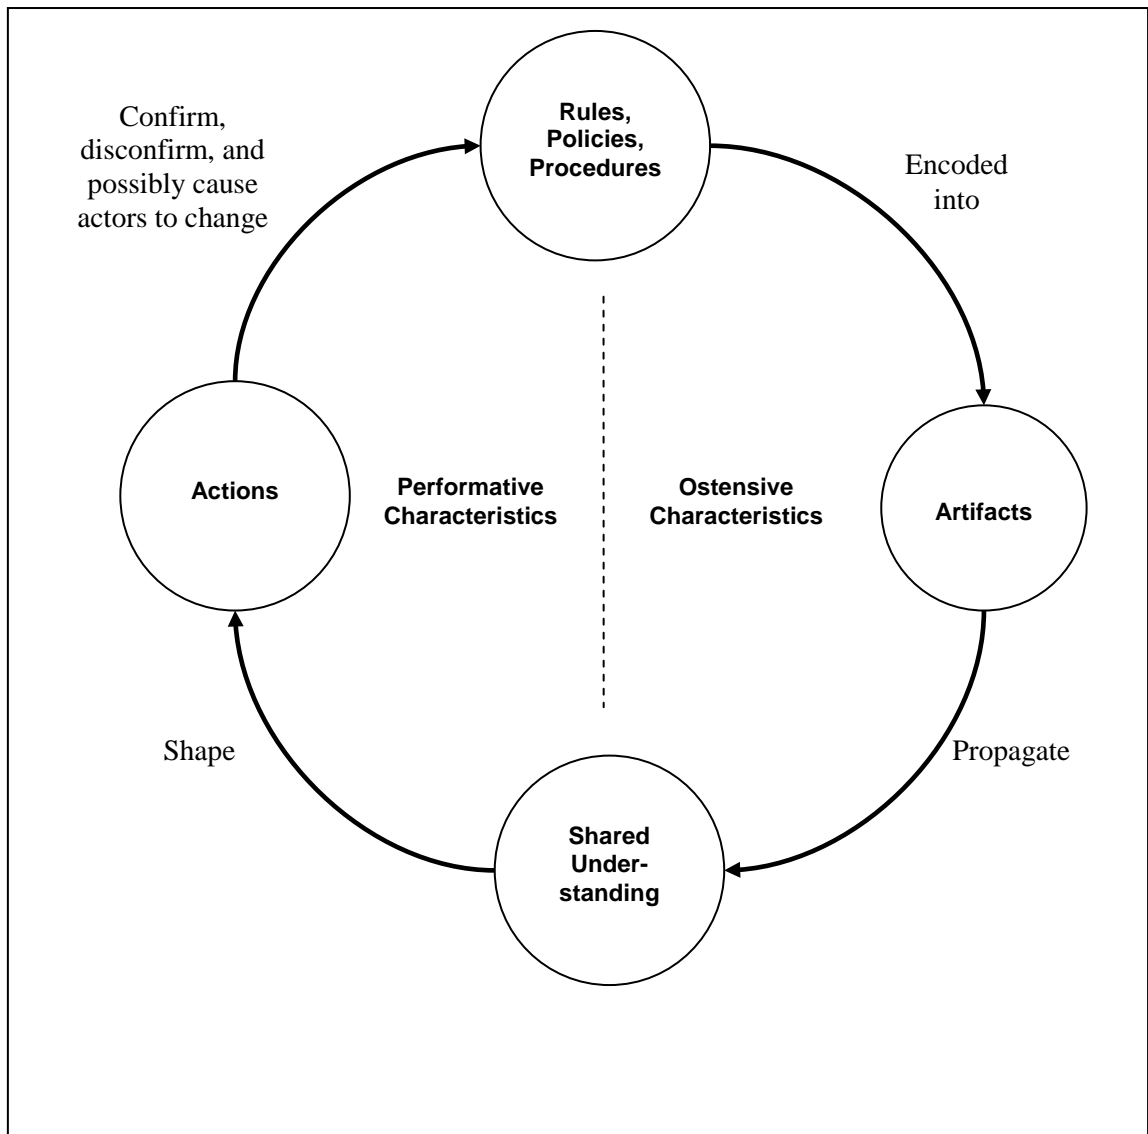 Rules,
Policies,
Procedures
Confirm,
disconfirm, and
possibly cause
actors to change
Encoded
into
Actions
Performative
Characteristics
Ostensive
Characteristics
Artifacts
Shape
Propagate
Shared
Under-
standing